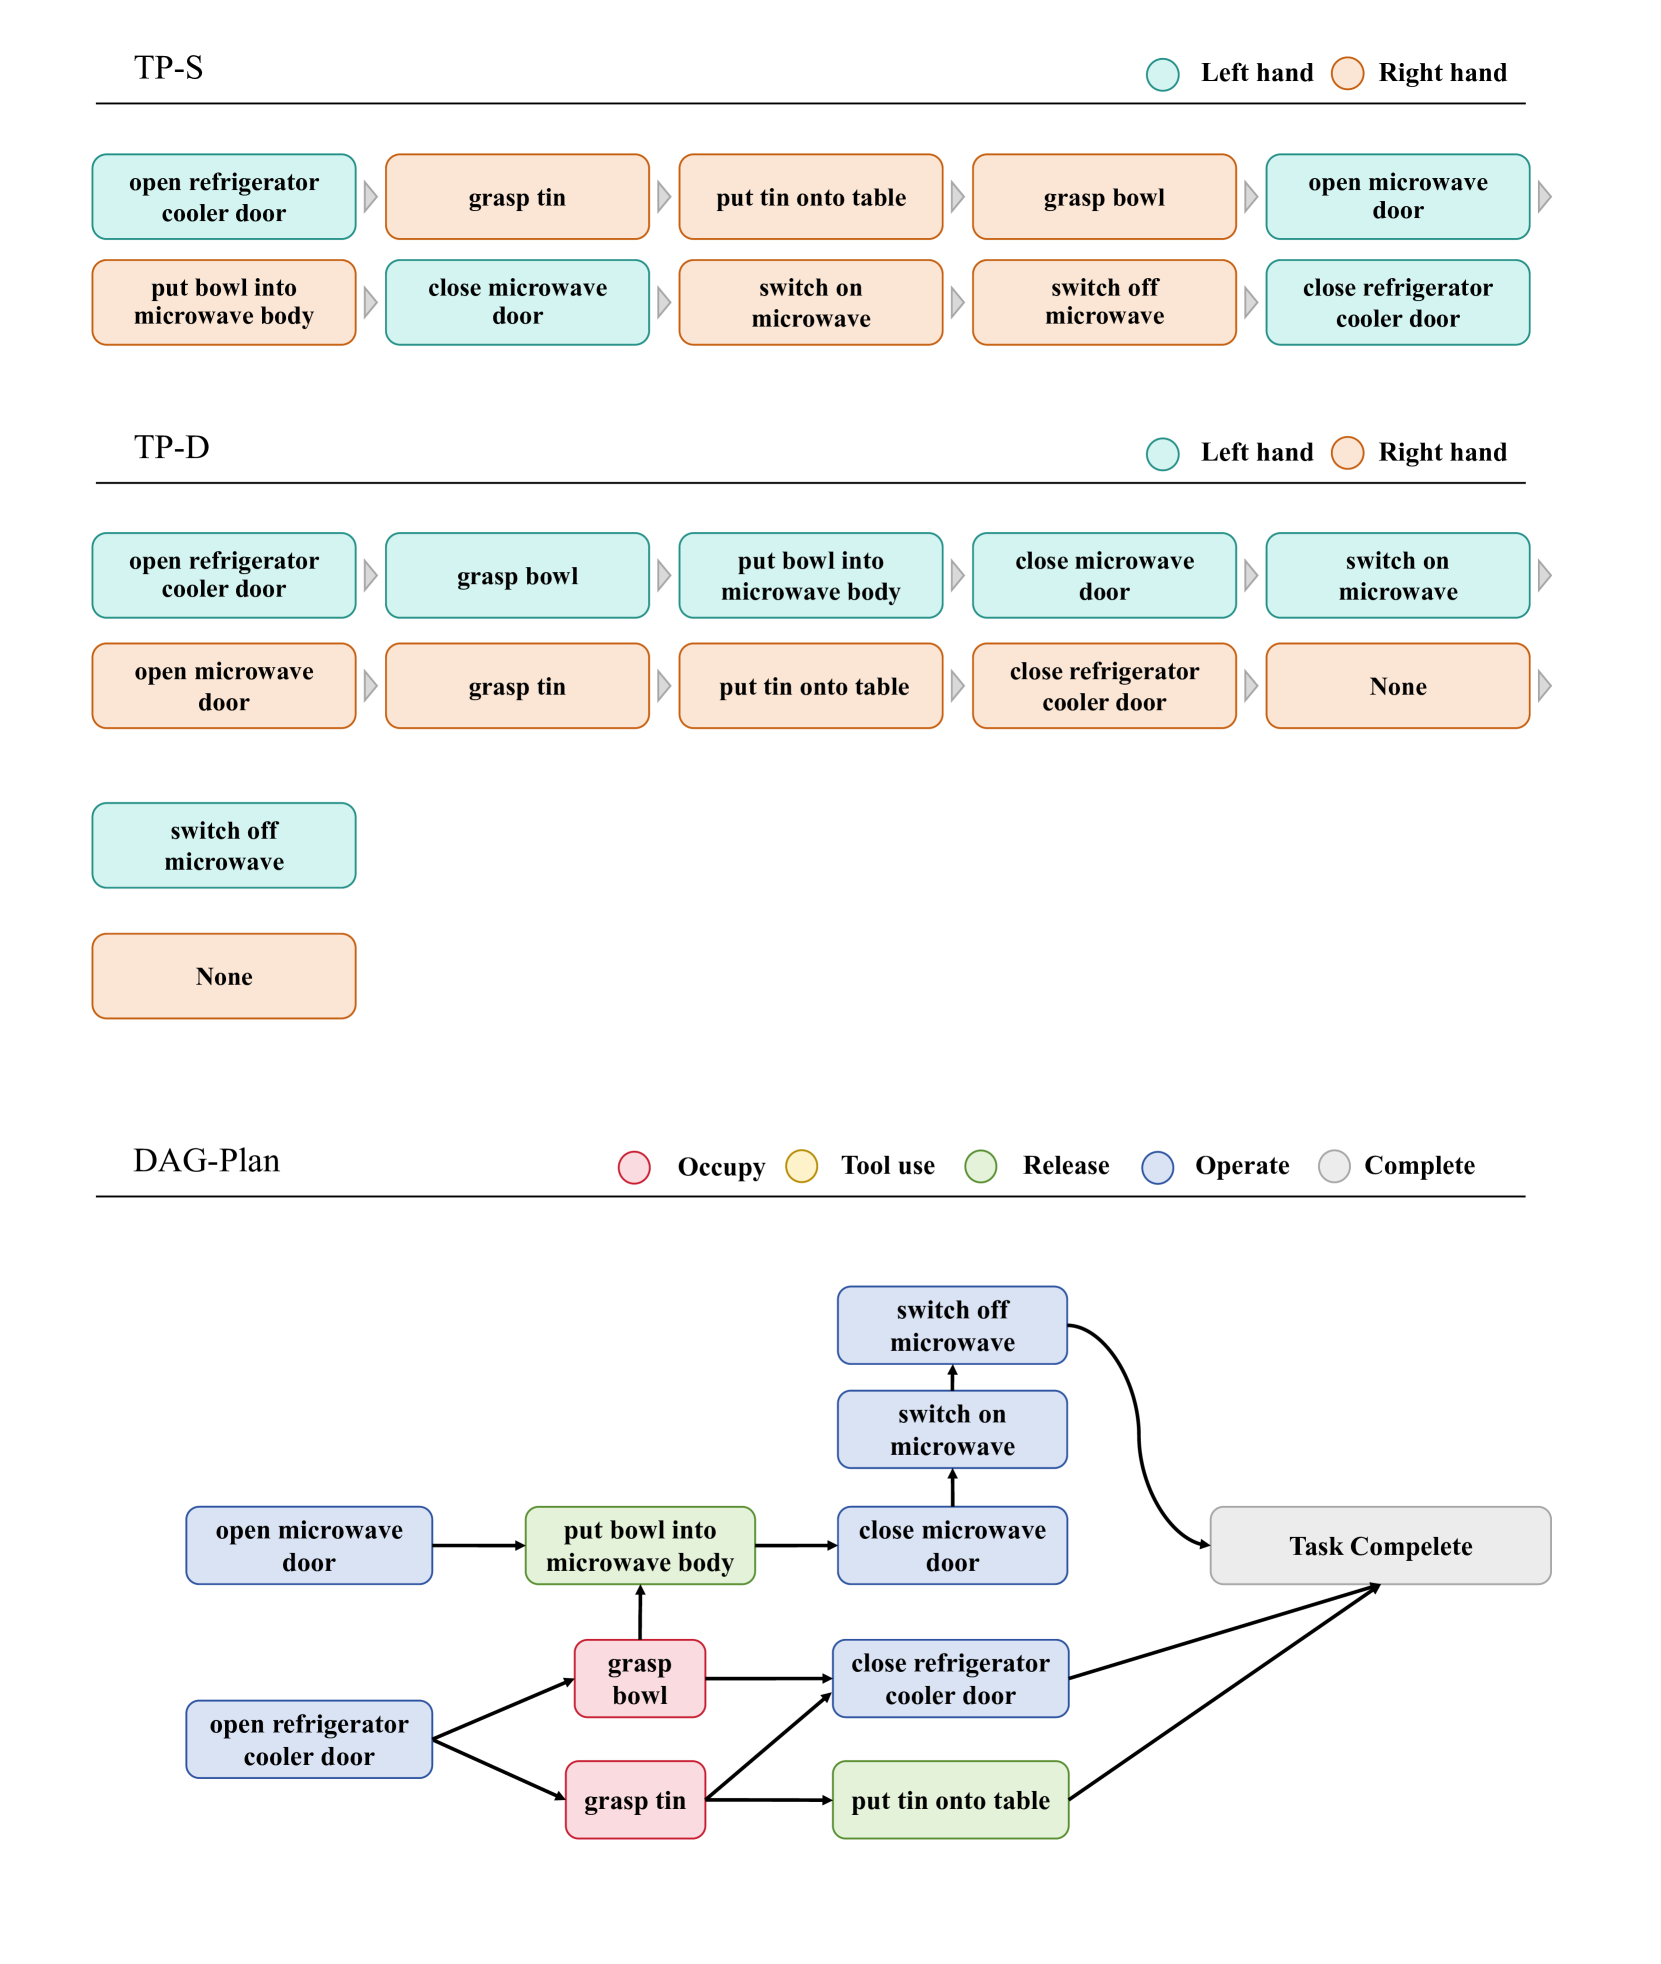 TP-S
Left hand
Right hand
open refrigerator
cooler door
grasp tin
put tin onto table
grasp bowl
open microwave
door
put bowl into
microwave body
close microwave
door
switch on
microwave
switch off
microwave
close refrigerator
cooler door
TP-D
Left hand
Right hand
open refrigerator
cooler door
grasp bowl
put bowl into
microwave body
close microwave
door
switch on
microwave
open microwave
door
grasp tin
put tin onto table
close refrigerator
cooler door
None
switch off
microwave
None
DAG-Plan
Occupy
Tool use
Release
Operate
Complete
switch off
microwave
switch on
microwave
open microwave
door
put bowl into
microwave body
close microwave
door
Task Compelete
grasp
bowl
close refrigerator
cooler door
open refrigerator
cooler door
grasp tin
put tin onto table